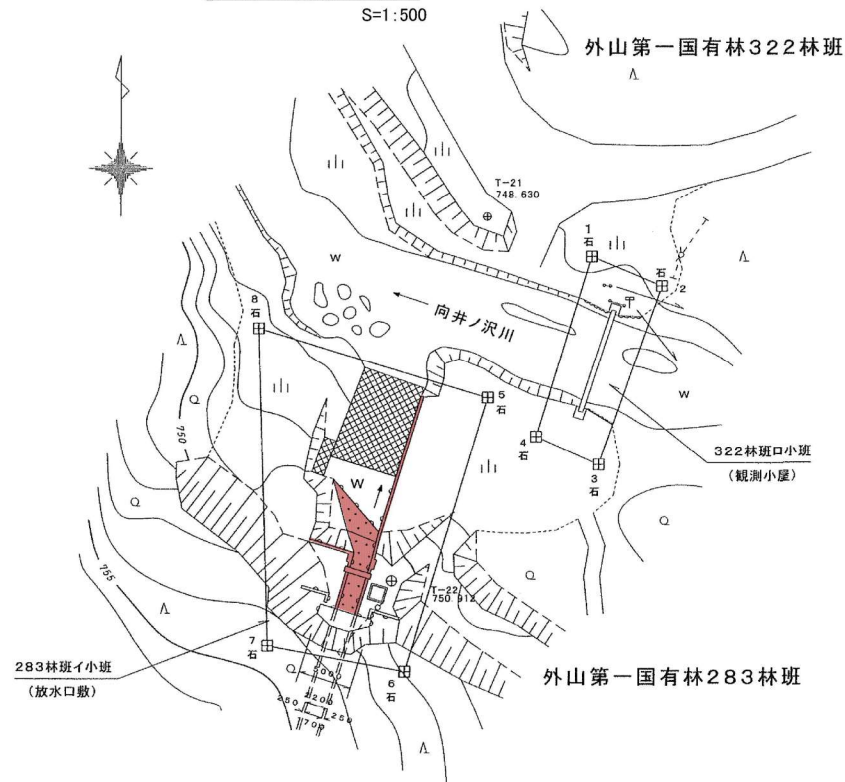 S=1:500
外山第一国有林322林班
T-21
748.630
1
石
石
2
W
8
石
向井ノ沢川
750
5
石
W
4
石
3
石
322林班ロ小班
(観測小屋)
W
755
T-22
750.912
283林班イ小班
(放水口敷)
7
石
6
石
外山第一国有林283林班
2200
250
250
700